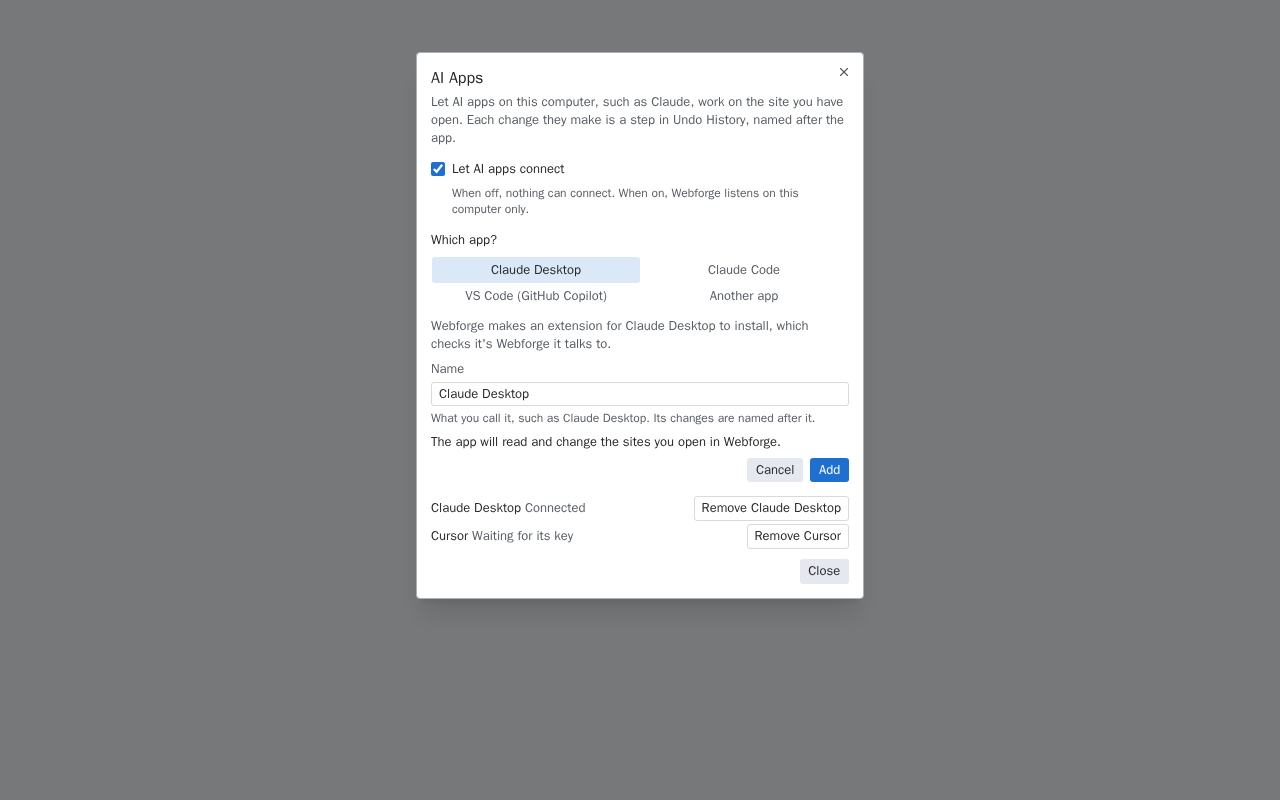 AI Apps
Let AI apps on this computer, such as Claude, work on the site you have
open. Each change they make is a step in Undo History, named after the
app.
Let AI apps connect
When off, nothing can connect. When on, Webforge listens on this
computer only.
Which app?
Claude Desktop
Claude Code
VS Code (GitHub Copilot)
Another app
Webforge makes an extension for Claude Desktop to install, which
checks it's Webforge it talks to.
Name
Claude Desktop
What you call it, such as Claude Desktop. Its changes are named after it.
The app will read and change the sites you open in Webforge.
Cancel
Add
Claude Desktop Connected
Remove Claude Desktop
Cursor Waiting for its key
Remove Cursor
Close